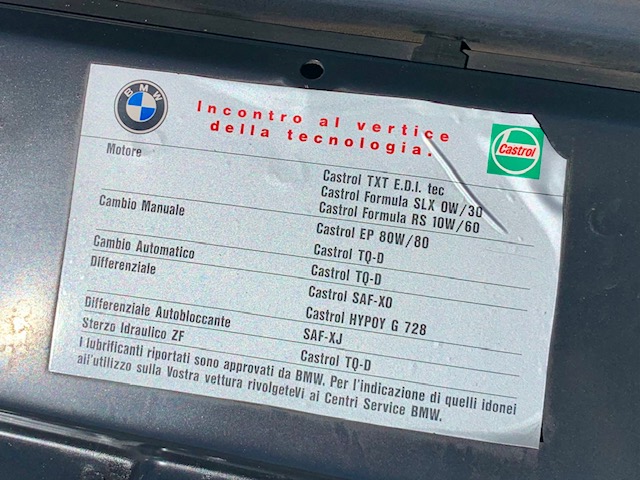 BMW
Incontro al vertice
della tecnologia.
Castrol
Motore
Castrol TXT E.D.I. tec
Castrol Formula SLX 0W/30
Castrol Formula RS 10W/60
Cambio Manuale
Castrol EP 80W/80
Castrol TQ-D
Cambio Automatico
Castrol TQ-D
Differenziale
Castrol SAF-XO
Castrol HYPOY G 728
Differenziale Autobloccante
SAF-XJ
Sterzo Idraulico ZF
Castrol TQ-D
I lubrificanti riportati sono approvati da BMW. Per l'indicazione di quelli idonei
all'utilizzo sulla Vostra vettura rivolgeteVi ai Centri Service BMW.